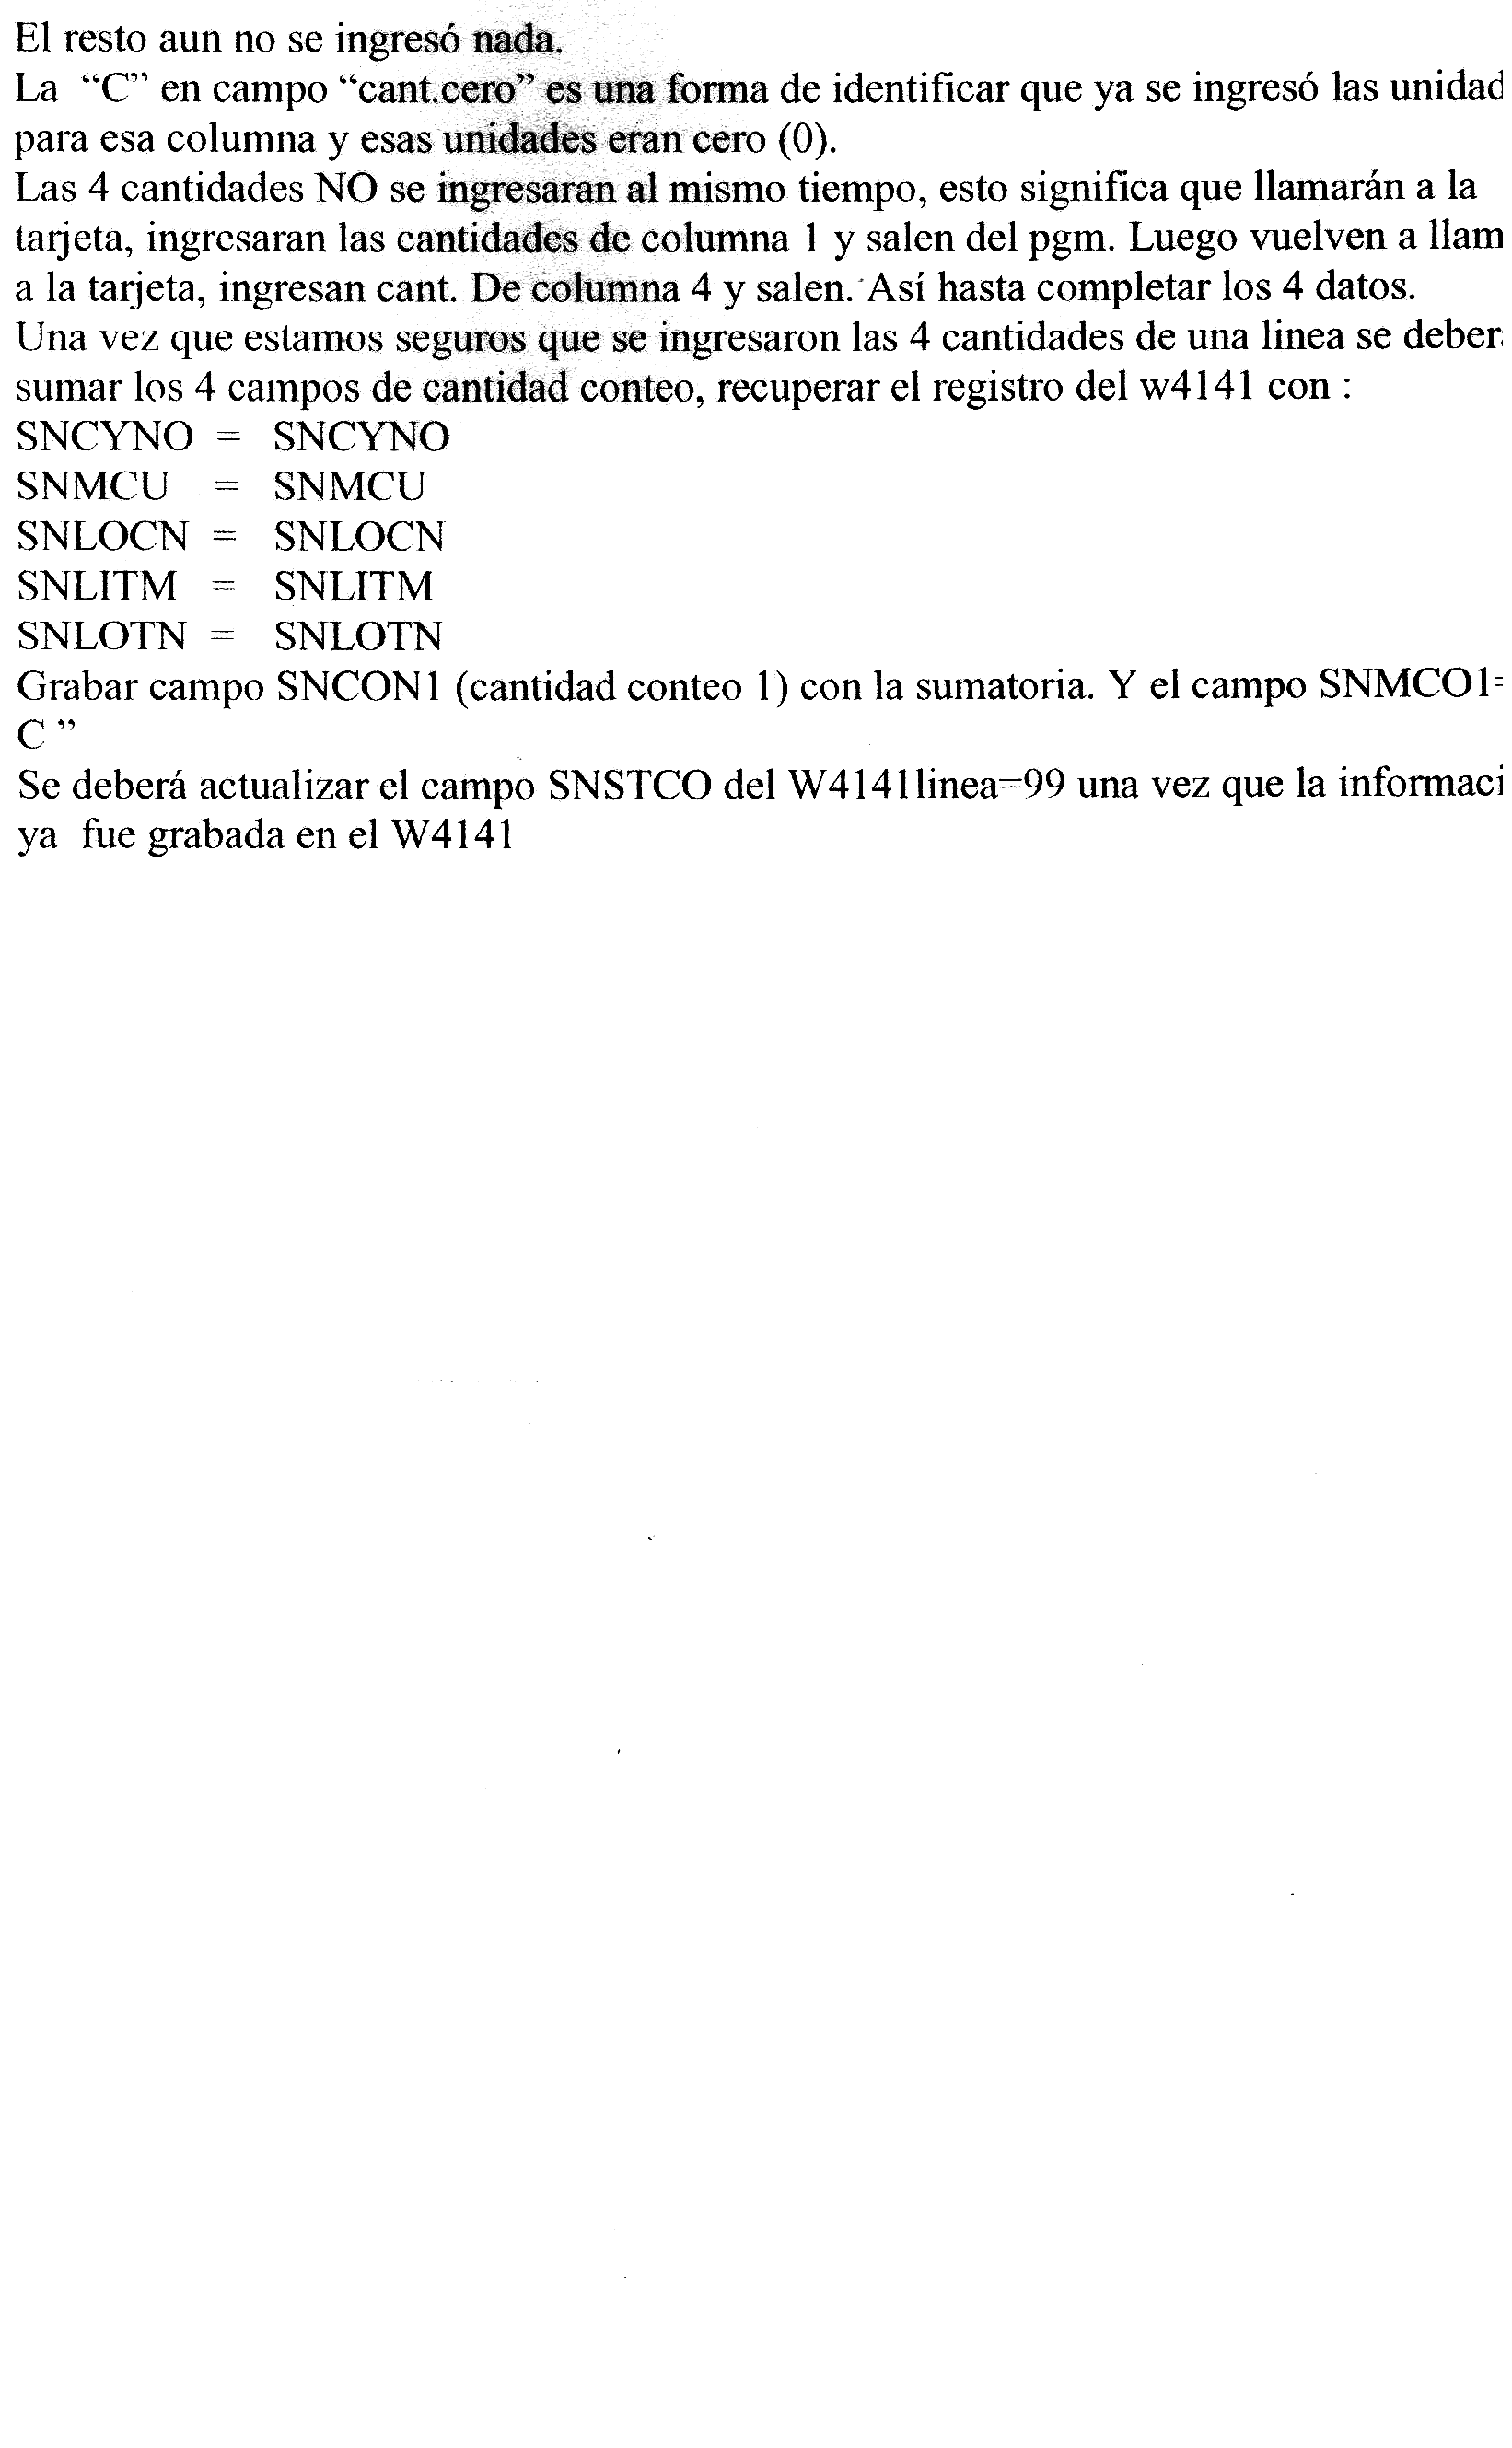 El resto aun no se ingresó nada.
La “C” en campo “cant.cero” es una forma de identificar que ya se ingresó las unidad
para esa columna y esas unidades eran cero (0).
Las 4 cantidades NO se ingresaran al mismo tiempo, esto significa que llamarán a la
tarjeta, ingresaran las cantidades de columna 1 y salen del pgm. Luego vuelven a llam
a la tarjeta, ingresan cant. De columna 4 y salen. Así hasta completar los 4 datos.
Una vez que estamos seguros que se ingresaron las 4 cantidades de una linea se deber
sumar los 4 campos de cantidad conteo, recuperar el registro del w4141 con :
SNCYNO = SNCYNO
SNMCU = SNMCU
SNLOCN = SNLOCN
SNLITM = SNLITM
SNLOTN = SNLOTN
Grabar campo SNCON1 (cantidad conteo 1) con la sumatoria. Y el campo SNMCO1=
C ”
Se deberá actualizar el campo SNSTCO del W4141linea=99 una vez que la informaci
ya fue grabada en el W4141